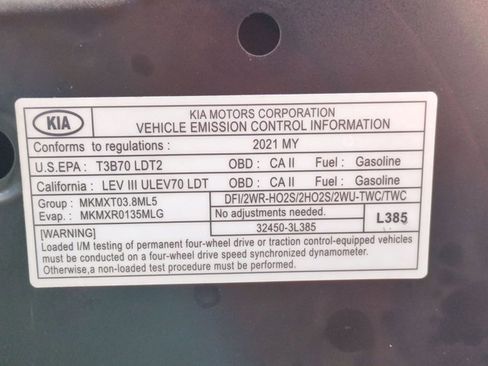 KIA
KIA MOTORS CORPORATION
VEHICLE EMISSION CONTROL INFORMATION
Conforms to regulations : 2021 MY
U.S.EPA : T3B70 LDT2 OBD : CA II Fuel : Gasoline
California : LEV III ULEV70 LDT OBD : CA II Fuel : Gasoline
Group : MKMXT03.8ML5
Evap. : MKMXR0135MLG
DFI/2WR-HO2S/2HO2S/2WU-TWC/TWC
No adjustments needed.
32450-3L385
L385
[WARNING]
Loaded I/M testing of permanent four-wheel drive or traction control-equipped vehicles
must be conducted on a four-wheel drive speed synchronized dynamometer.
Otherwise,a non-loaded test procedure must be performed.